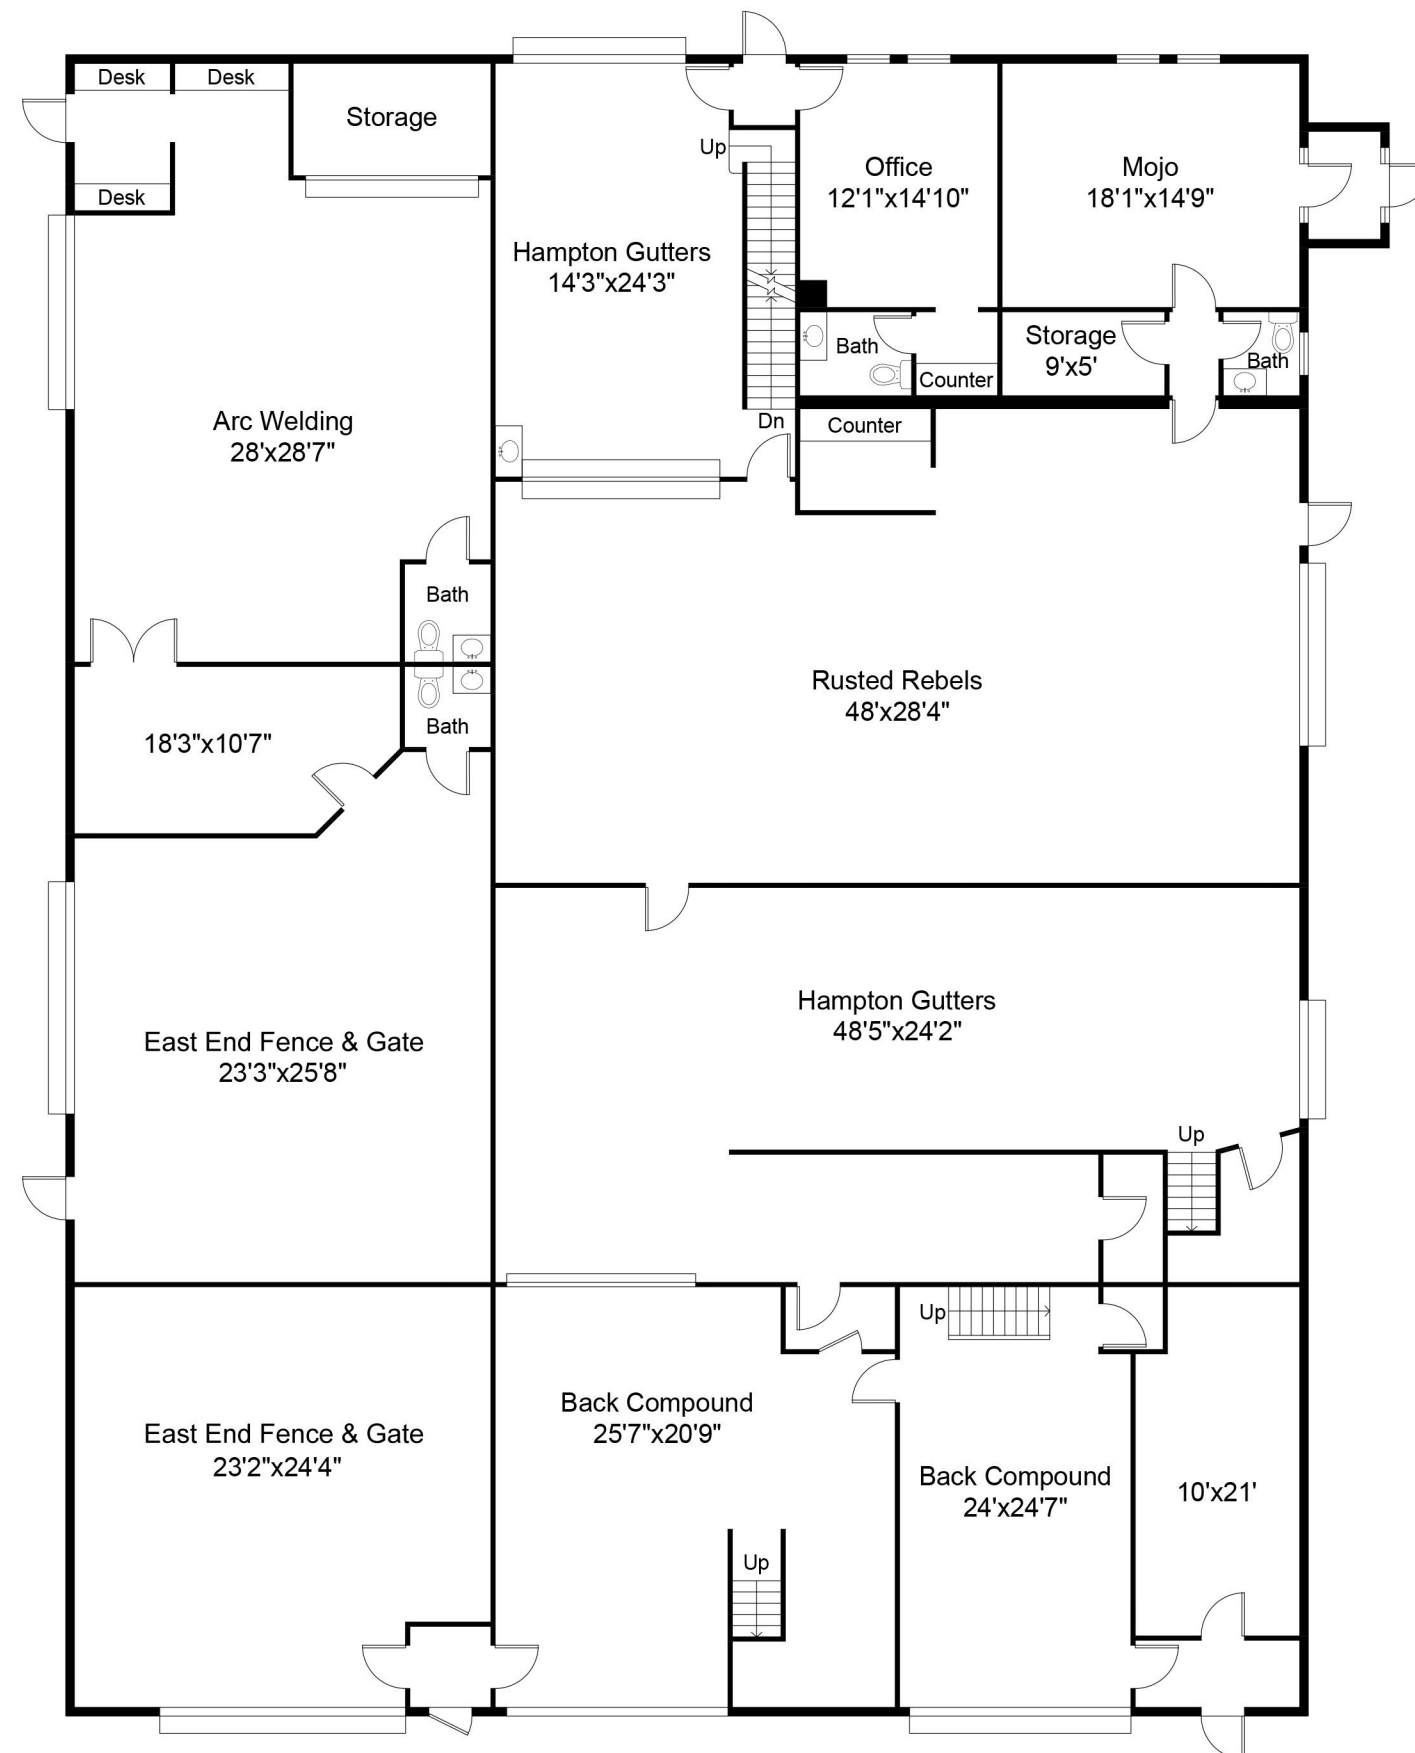 Desk
Desk
Storage
Desk
Up
Office
12'1"x14'10"
Mojo
18'1"x14'9"
Hampton Gutters
14'3"x24'3"
Bath
Counter
Storage
9'x5'
Bath
Arc Welding
28'x28'7"
Dn
Counter
Bath
Bath
18'3"x10'7"
Rusted Rebels
48'x28'4"
East End Fence & Gate
23'3"x25'8"
Hampton Gutters
48'5"x24'2"
Up
Up
East End Fence & Gate
23'2"x24'4"
Back Compound
25'7"x20'9"
Back Compound
24'x24'7"
10'x21'
Up